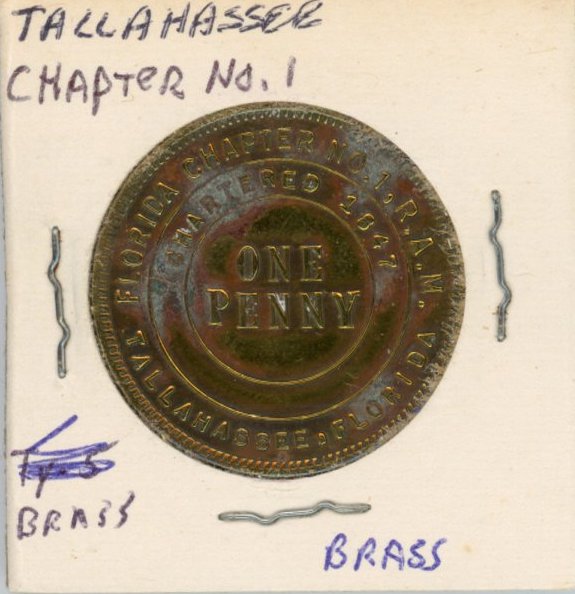 TALLAHASSEE
CHAPTER NO. 1
FLORIDA CHAPTER NO. 1, R.A.M.
CHARTERED 1847
ONE
PENNY
TALLAHASSEE, FLORIDA
BRASS
BRASS